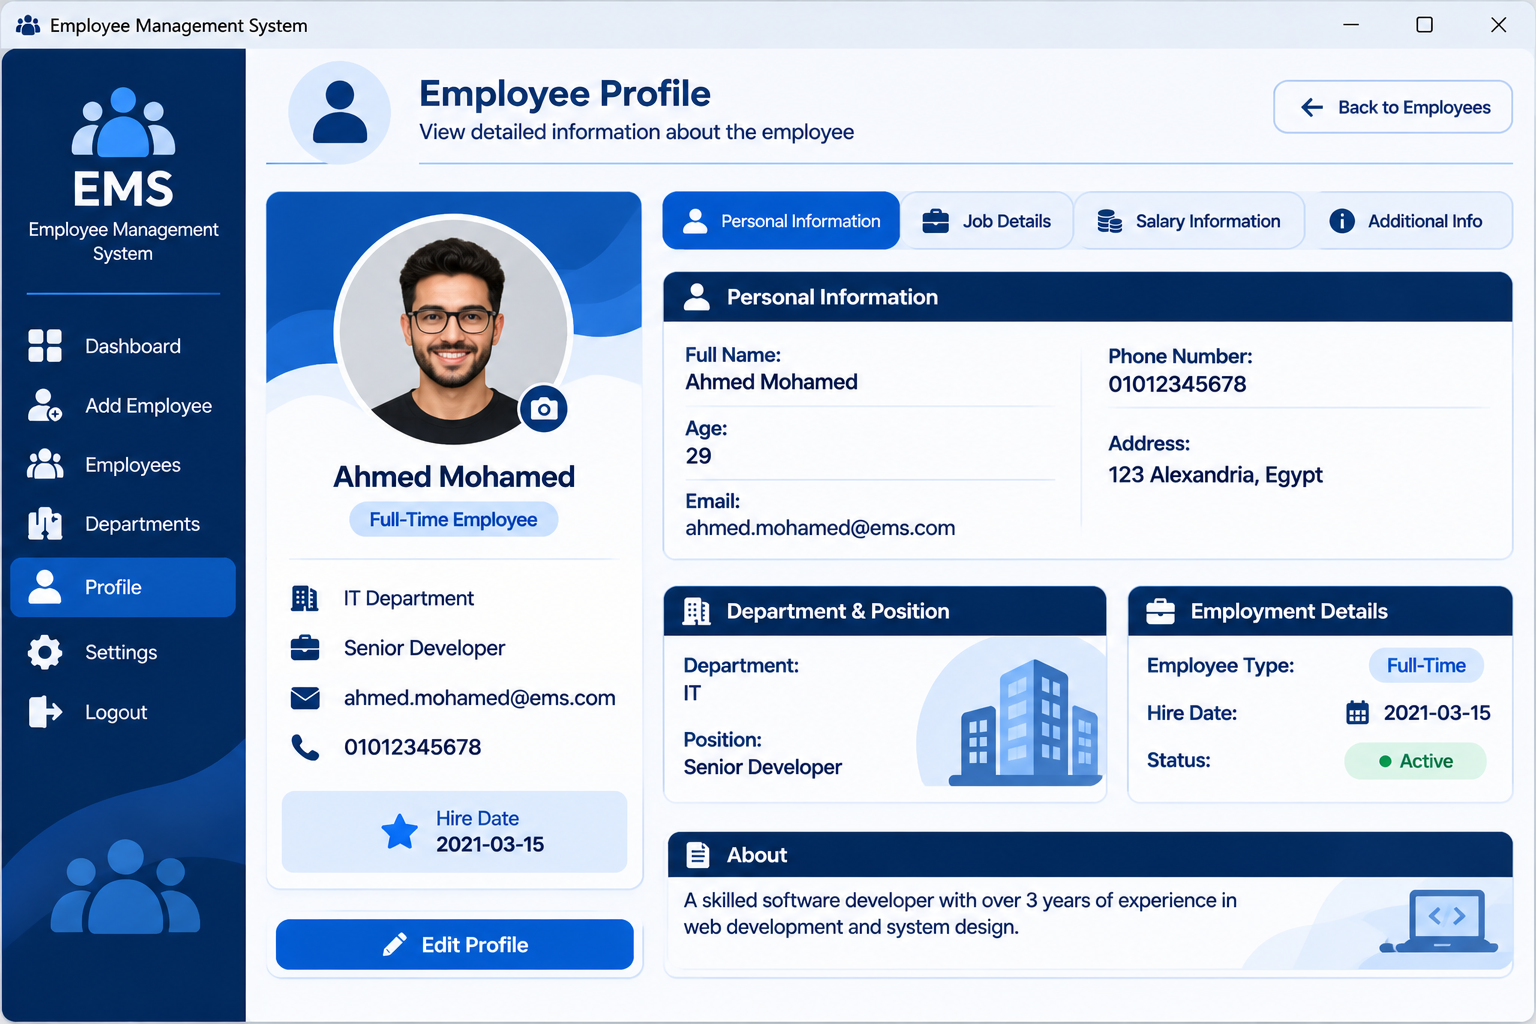 Employee Management System
EMS
Employee Management
System
Dashboard
Add Employee
Employees
Departments
Profile
Settings
Logout
Employee Profile
View detailed information about the employee
Back to Employees
Ahmed Mohamed
Full-Time Employee
IT Department
Senior Developer
ahmed.mohamed@ems.com
01012345678
Hire Date
2021-03-15
Edit Profile
Personal Information
Job Details
Salary Information
Additional Info
Personal Information
Full Name:
Ahmed Mohamed
Age:
29
Email:
ahmed.mohamed@ems.com
Phone Number:
01012345678
Address:
123 Alexandria, Egypt
Department & Position
Department:
IT
Position:
Senior Developer
Employment Details
Employee Type: Full-Time
Hire Date: 2021-03-15
Status: Active
About
A skilled software developer with over 3 years of experience in
web development and system design.